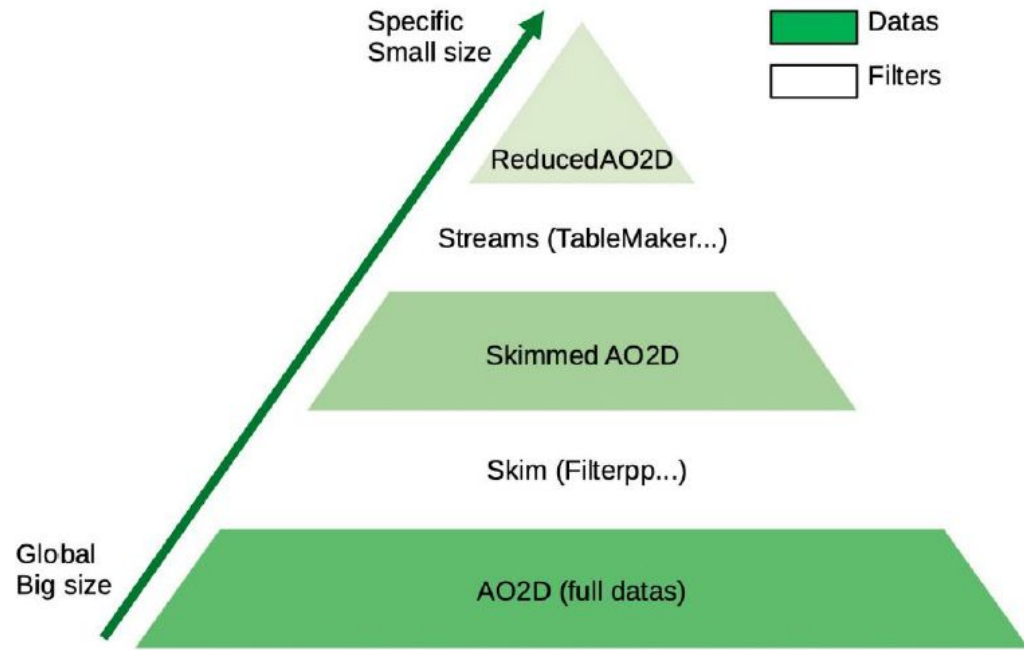 Specific
Small size
Datas
Filters
ReducedAO2D
Streams (TableMaker...)
Skimmed AO2D
Skim (Filterpp...)
Global
Big size
AO2D (full datas)